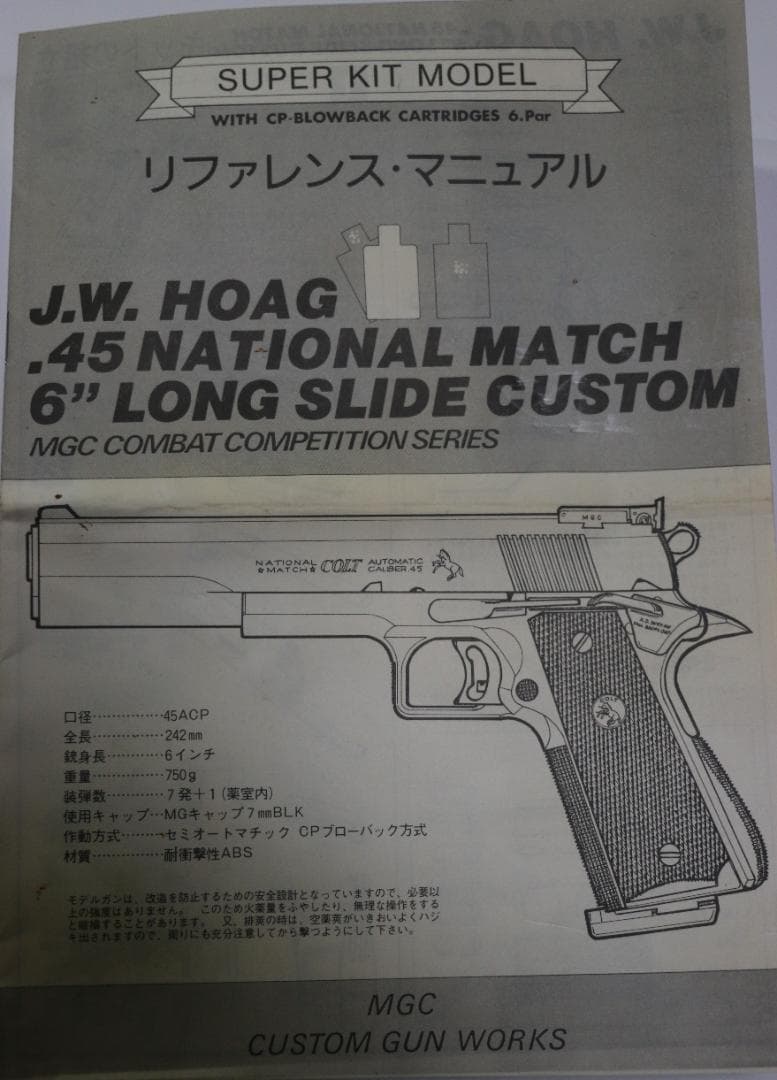 SUPER KIT MODEL
WITH CP-BLOWBACK CARTRIDGES 6.Par
リファレンス・マニュアル
J.W. HOAG
.45 NATIONAL MATCH
6” LONG SLIDE CUSTOM
MGC COMBAT COMPETITION SERIES
MGC
NATIONAL MATCH COLT AUTOMATIC CALIBER .45
COLT
口径……………45ACP
全長……………242mm
銃身長…………6インチ
重量……………750g
装弾数…………7発+1(薬室内)
使用キャップ…MGキャップ7mmBLK
作動方式………セミオートマチック CPブローバック方式
材質……………耐衝撃性ABS
モデルガンは、改造を防止するための安全設計となっていますので、必要以
上の強度はありません。 このため火薬量をふやしたり、無理な操作をする
と破損することがあります。 又、排莢の時は、空薬莢がいきおいよくハジ
キ出されますので、周りにも充分注意してから撃つようにして下さい。
MGC
CUSTOM GUN WORKS